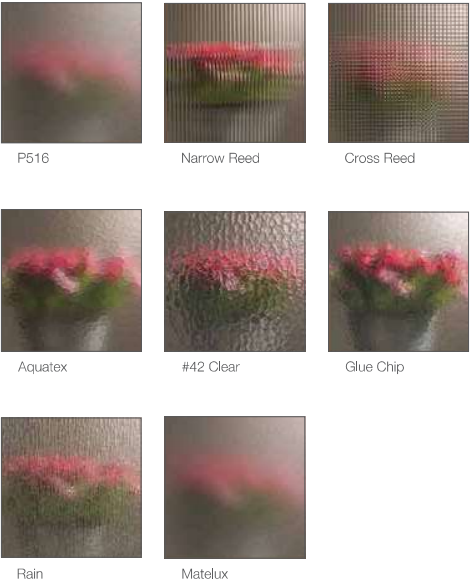 P516
Narrow Reed
Cross Reed
Aquatex
#42 Clear
Glue Chip
Rain
Matelux